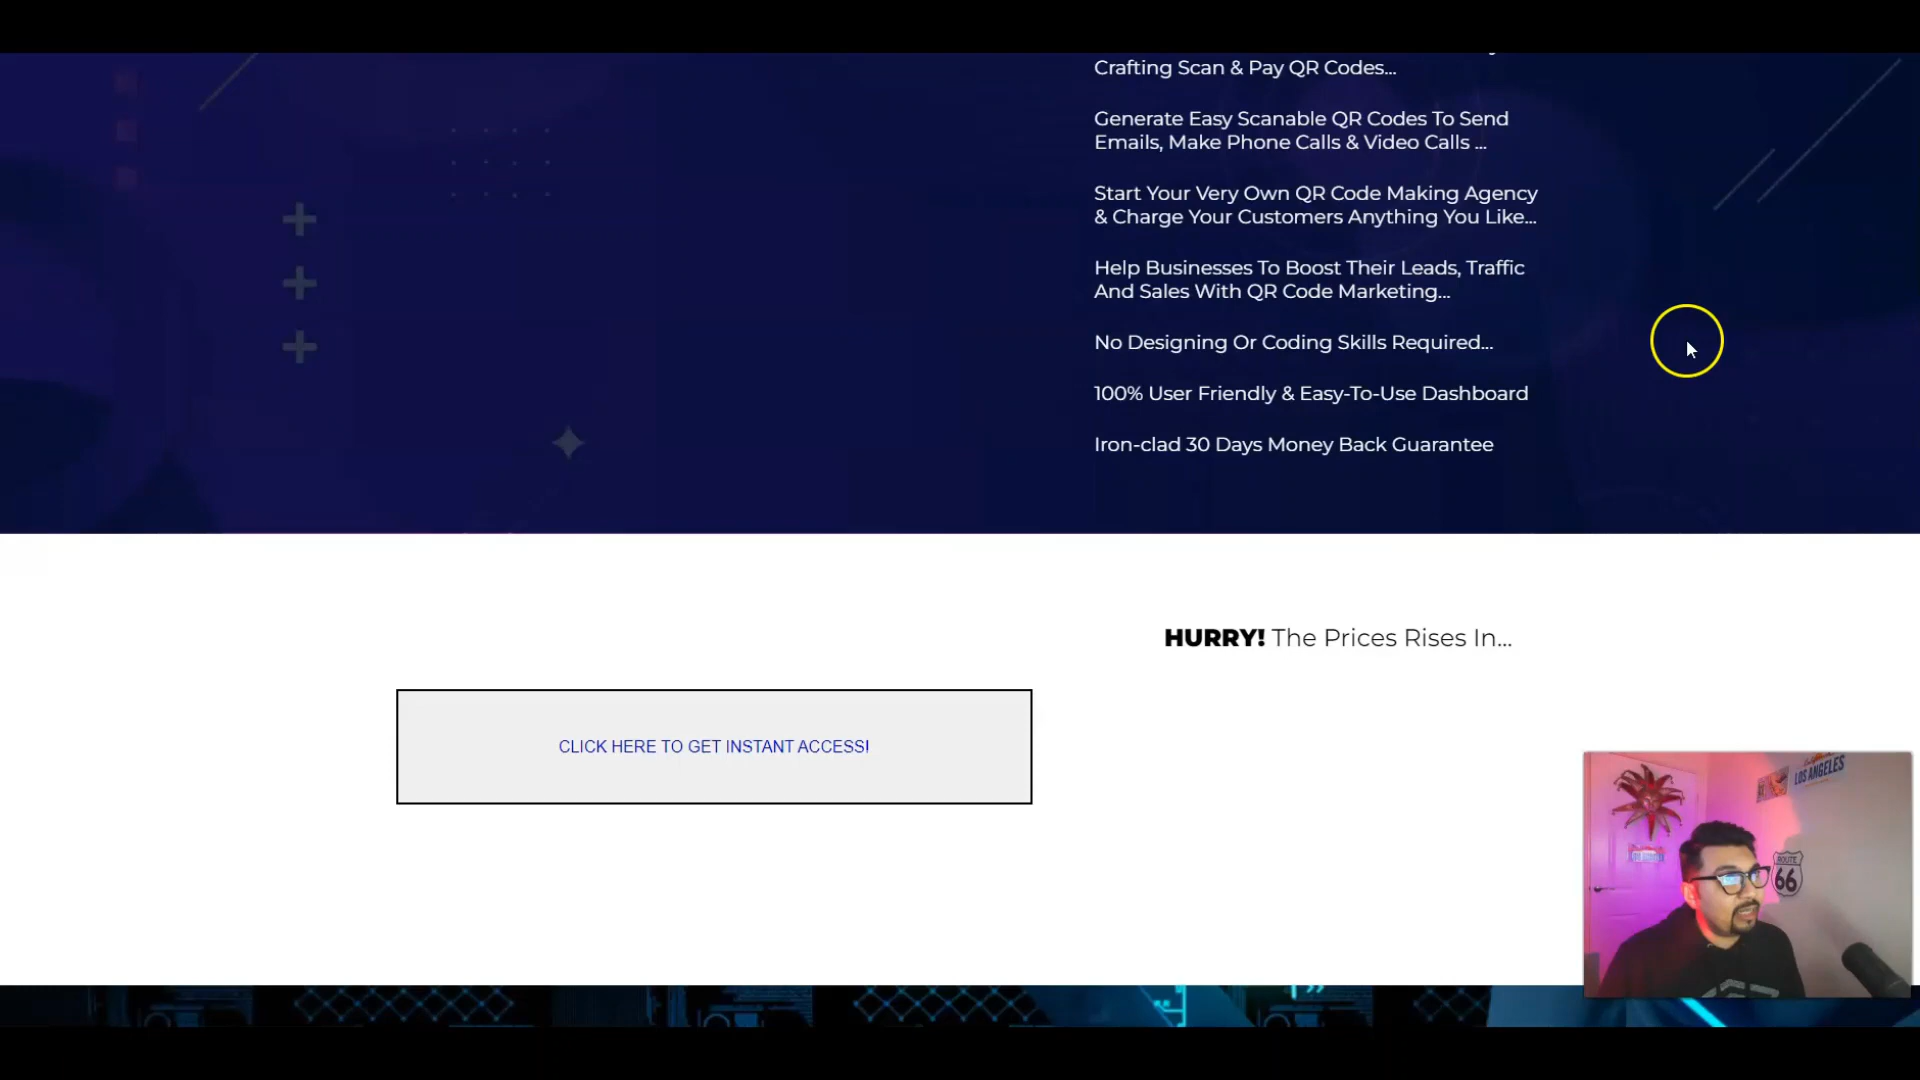 Crafting Scan & Pay QR Codes...
Generate Easy Scanable QR Codes To Send
Emails, Make Phone Calls & Video Calls ...
Start Your Very Own QR Code Making Agency
& Charge Your Customers Anything You Like...
Help Businesses To Boost Their Leads, Traffic
And Sales With QR Code Marketing...
No Designing Or Coding Skills Required...
100% User Friendly & Easy-To-Use Dashboard
Iron-clad 30 Days Money Back Guarantee
HURRY! The Prices Rises In...
CLICK HERE TO GET INSTANT ACCESS!
LOS ANGELES
ROUTE
66